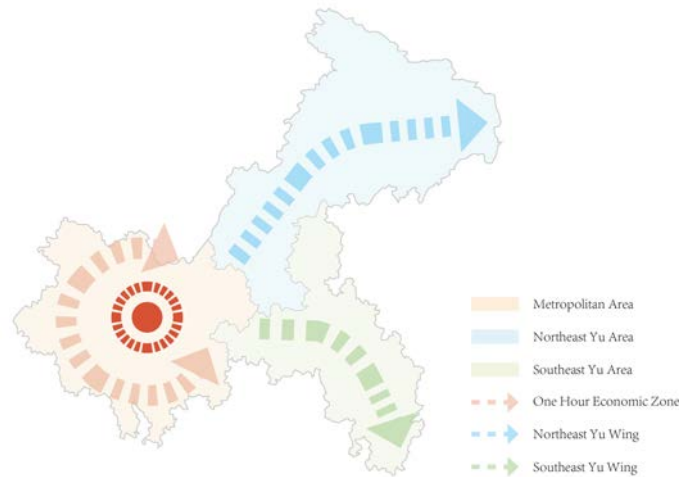 Metropolitan Area
Northeast Yu Area
Southeast Yu Area
One Hour Economic Zone
Northeast Yu Wing
Southeast Yu Wing